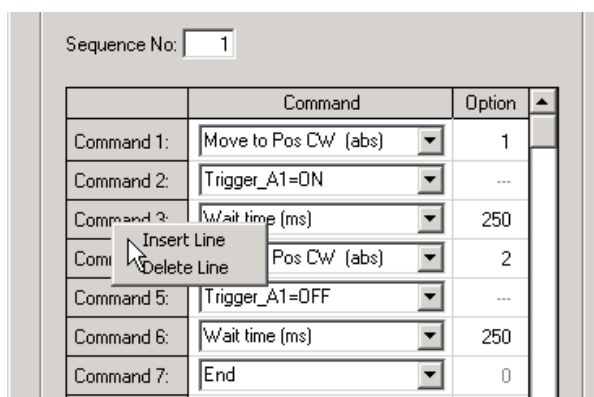 Sequence No: 1
Command Option
Command 1: Move to Pos CW (abs) 1
Command 2: Trigger_A1=ON ---
Command 3: Wait time (ms) 250
Insert Line
Pos CW (abs) 2
Delete Line
Command 5: Trigger_A1=OFF ---
Command 6: Wait time (ms) 250
Command 7: End 0